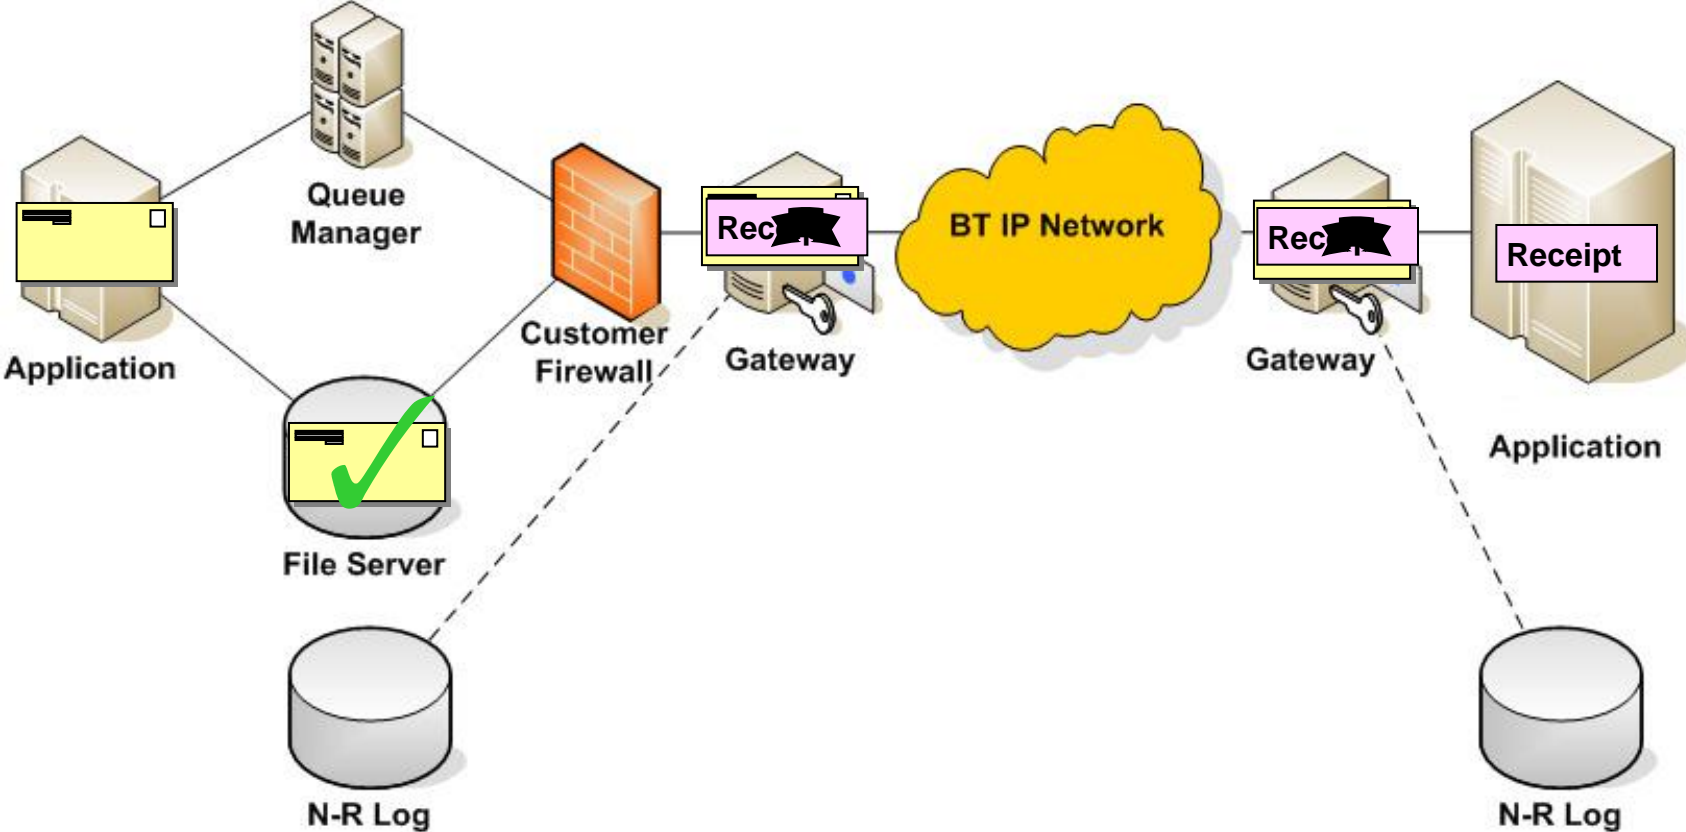 Queue
Manager
Application
Customer
Firewall
File Server
N-R Log
Gateway
BT IP Network
Gateway
Receipt
Application
N-R Log